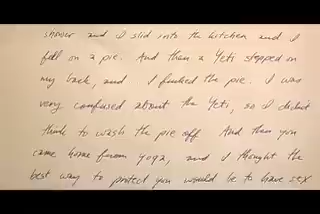 shower and I slid into the kitchen and I
fell on a pie. And then a Yeti stepped on
my back, and I fucked the pie. I was
very confused about the Yeti, so I didn't
think to wash the pie off. And then you
came home from yoga, and I thought the
best way to protect you would be to have sex